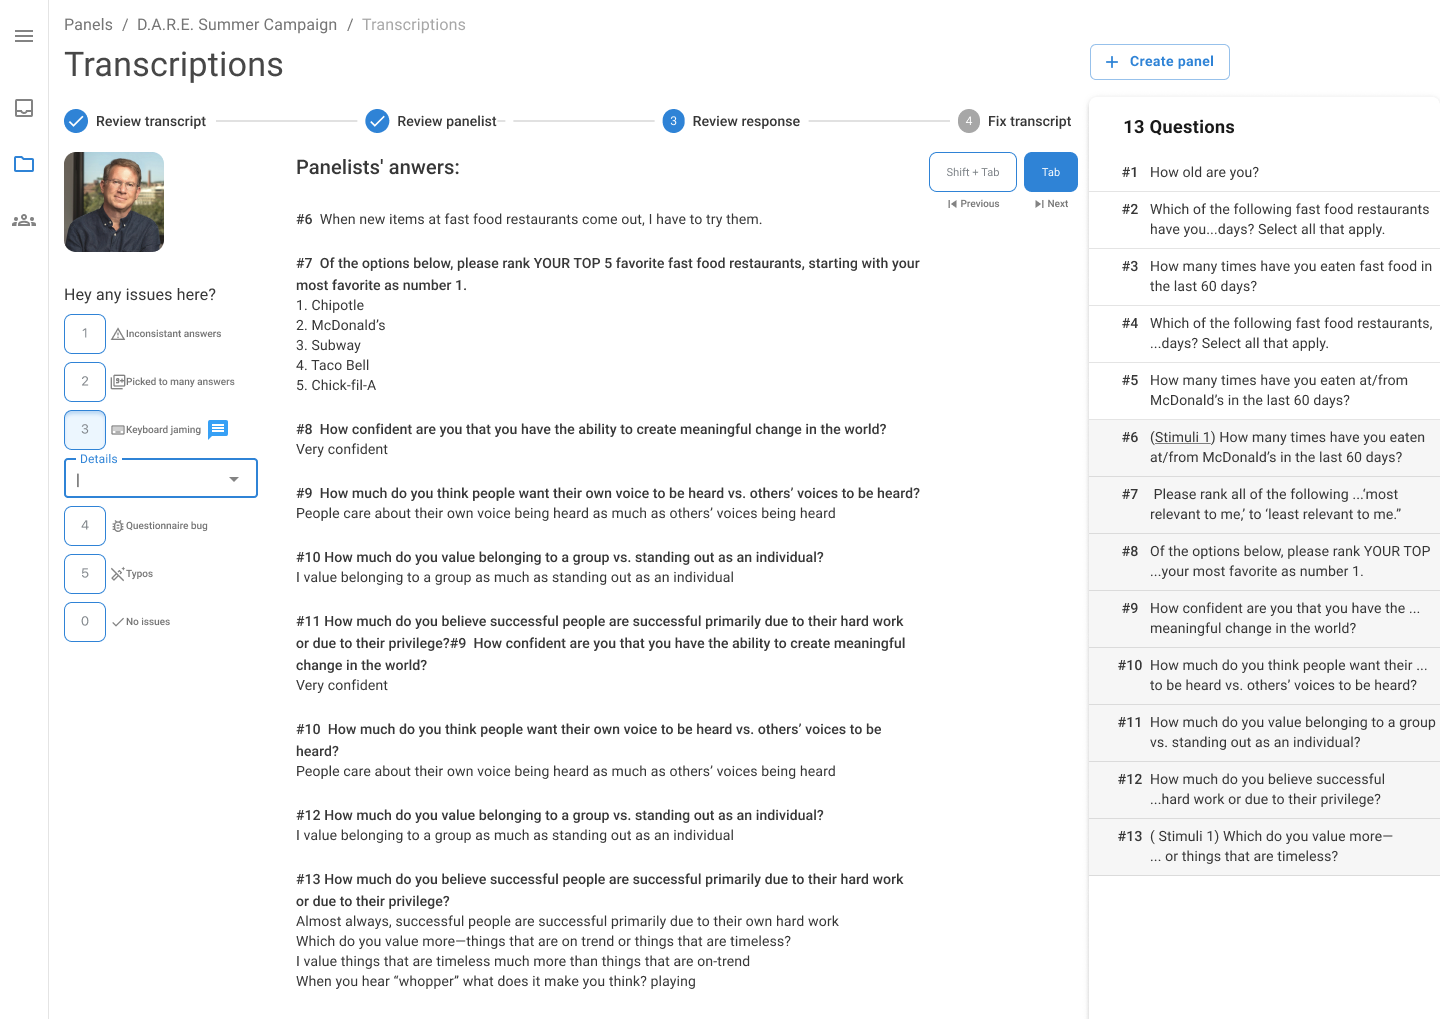 Panels / D.A.R.E. Summer Campaign / Transcriptions
Transcriptions
Create panel
Review transcript
Review panelist
3 Review response
4 Fix transcript
Hey any issues here?
1 Inconsistant answers
2 9+ Picked to many answers
3 Keyboard jaming
Details
4 Questionnaire bug
5 Typos
0 No issues
Panelists' anwers:
Shift + Tab
Tab
Previous
Next
#6 When new items at fast food restaurants come out, I have to try them.
#7 Of the options below, please rank YOUR TOP 5 favorite fast food restaurants, starting with your
most favorite as number 1.
1. Chipotle
2. McDonald’s
3. Subway
4. Taco Bell
5. Chick-fil-A
#8 How confident are you that you have the ability to create meaningful change in the world?
Very confident
#9 How much do you think people want their own voice to be heard vs. others’ voices to be heard?
People care about their own voice being heard as much as others’ voices being heard
#10 How much do you value belonging to a group vs. standing out as an individual?
I value belonging to a group as much as standing out as an individual
#11 How much do you believe successful people are successful primarily due to their hard work
or due to their privilege?#9 How confident are you that you have the ability to create meaningful
change in the world?
Very confident
#10 How much do you think people want their own voice to be heard vs. others’ voices to be
heard?
People care about their own voice being heard as much as others’ voices being heard
#12 How much do you value belonging to a group vs. standing out as an individual?
I value belonging to a group as much as standing out as an individual
#13 How much do you believe successful people are successful primarily due to their hard work
or due to their privilege?
Almost always, successful people are successful primarily due to their own hard work
Which do you value more—things that are on trend or things that are timeless?
I value things that are timeless much more than things that are on-trend
When you hear “whopper” what does it make you think? playing
13 Questions
#1 How old are you?
#2 Which of the following fast food restaurants
have you...days? Select all that apply.
#3 How many times have you eaten fast food in
the last 60 days?
#4 Which of the following fast food restaurants,
...days? Select all that apply.
#5 How many times have you eaten at/from
McDonald’s in the last 60 days?
#6 (Stimuli 1) How many times have you eaten
at/from McDonald’s in the last 60 days?
#7 Please rank all of the following ...‘most
relevant to me,’ to ‘least relevant to me.”
#8 Of the options below, please rank YOUR TOP
...your most favorite as number 1.
#9 How confident are you that you have the ...
meaningful change in the world?
#10 How much do you think people want their ...
to be heard vs. others’ voices to be heard?
#11 How much do you value belonging to a group
vs. standing out as an individual?
#12 How much do you believe successful
...hard work or due to their privilege?
#13 ( Stimuli 1) Which do you value more—
... or things that are timeless?